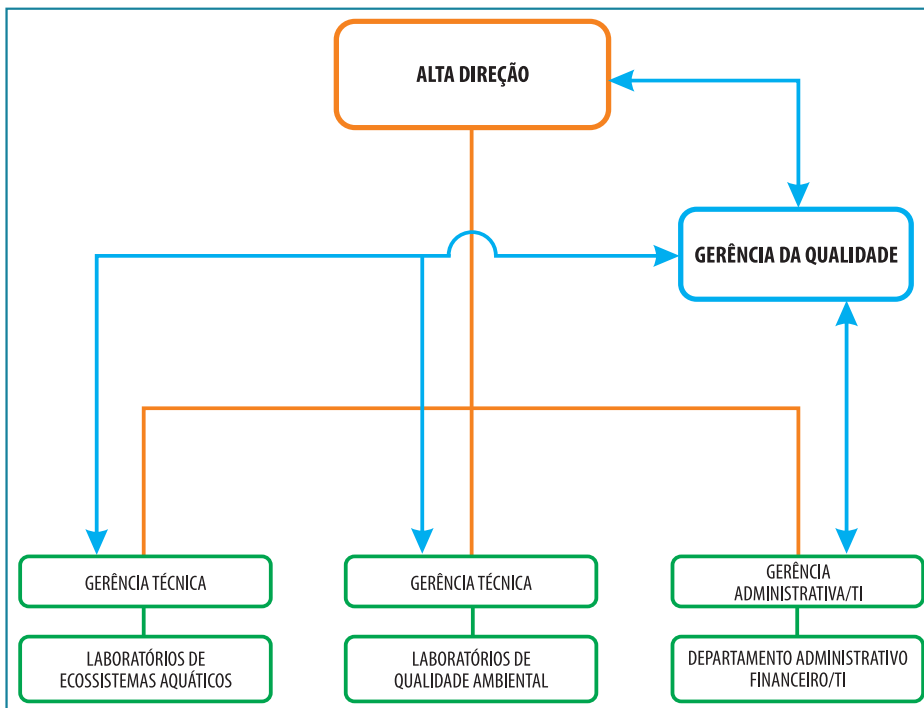 ALTA DIREÇÃO
GERÊNCIA DA QUALIDADE
GERÊNCIA TÉCNICA
GERÊNCIA TÉCNICA
GERÊNCIA
ADMINISTRATIVA/TI
LABORATÓRIOS DE
ECOSSISTEMAS AQUÁTICOS
LABORATÓRIOS DE
QUALIDADE AMBIENTAL
DEPARTAMENTO ADMINISTRATIVO
FINANCEIRO/TI